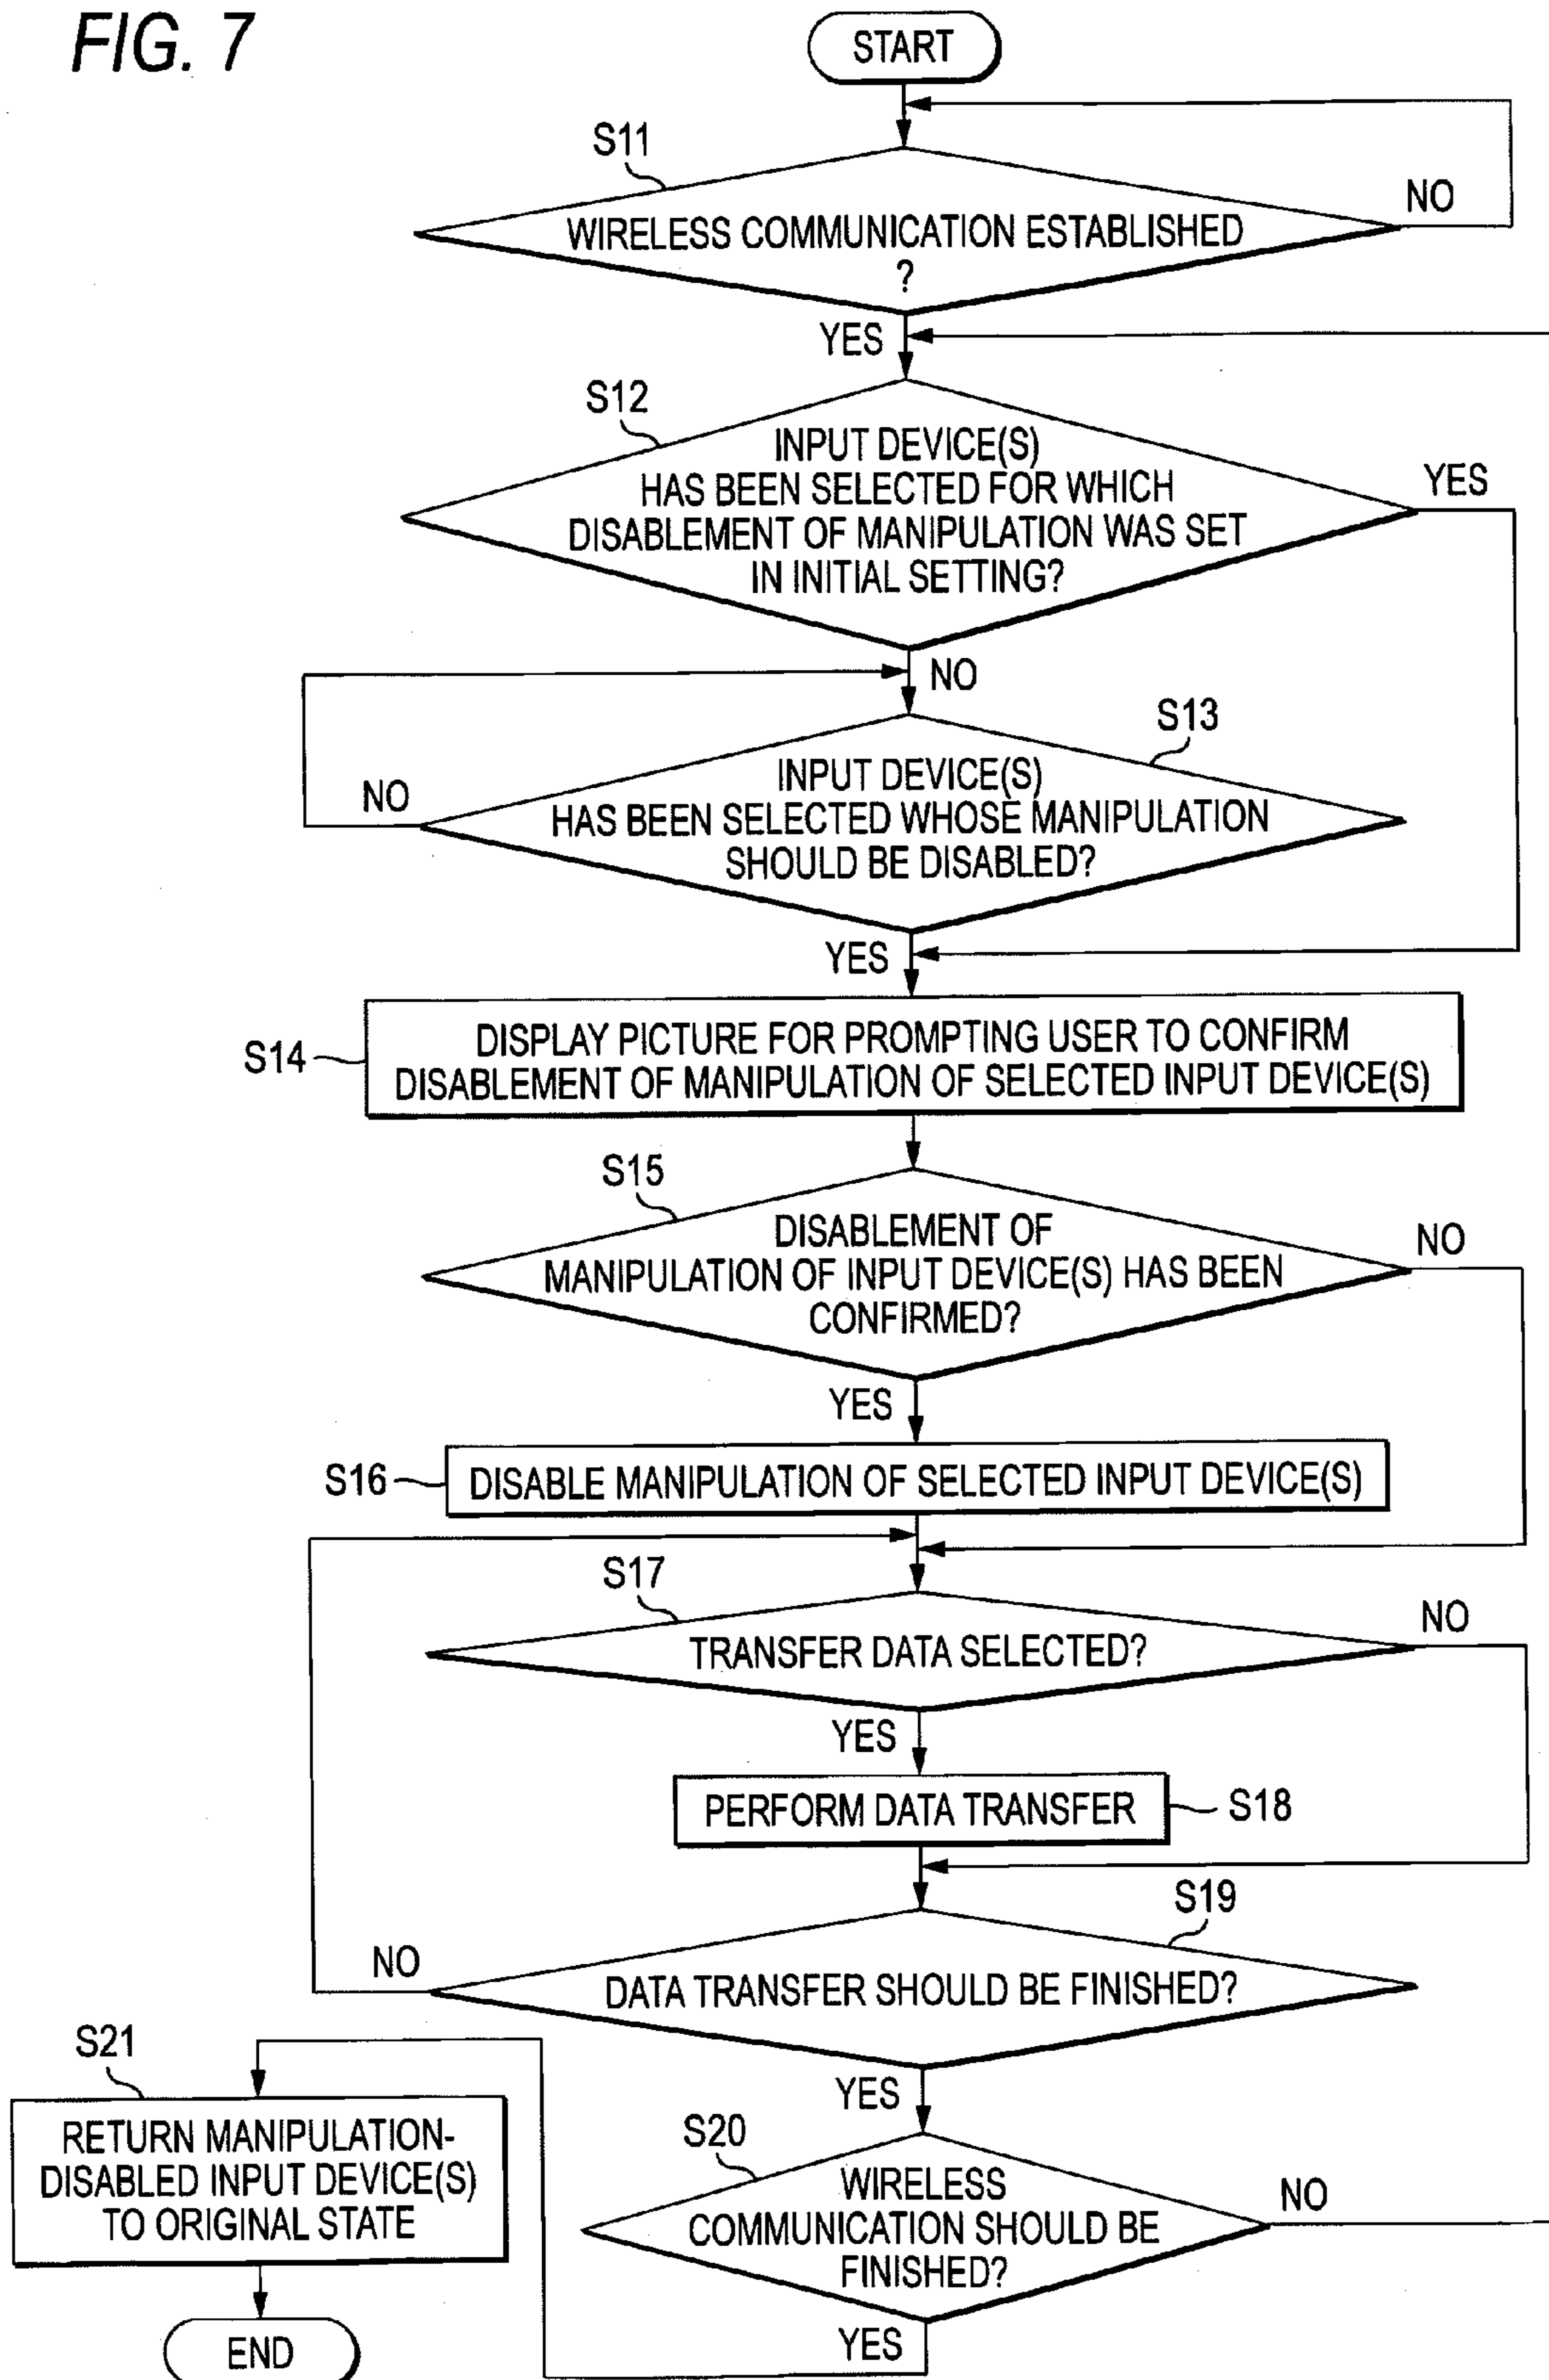 FIG. 7
START
S11
NO
WIRELESS COMMUNICATION ESTABLISHED
?
YES
S12
INPUT DEVICE(S)
HAS BEEN SELECTED FOR WHICH
DISABLEMENT OF MANIPULATION WAS SET
IN INITIAL SETTING?
YES
NO
S13
INPUT DEVICE(S)
HAS BEEN SELECTED WHOSE MANIPULATION
SHOULD BE DISABLED?
NO
YES
S14
DISPLAY PICTURE FOR PROMPTING USER TO CONFIRM
DISABLEMENT OF MANIPULATION OF SELECTED INPUT DEVICE(S)
S15
DISABLEMENT OF
MANIPULATION OF INPUT DEVICE(S) HAS BEEN
CONFIRMED?
NO
YES
S16
DISABLE MANIPULATION OF SELECTED INPUT DEVICE(S)
S17
NO
TRANSFER DATA SELECTED?
YES
PERFORM DATA TRANSFER
S18
S19
NO
DATA TRANSFER SHOULD BE FINISHED?
YES
S20
WIRELESS
COMMUNICATION SHOULD BE
FINISHED?
NO
YES
S21
RETURN MANIPULATION-
DISABLED INPUT DEVICE(S)
TO ORIGINAL STATE
END